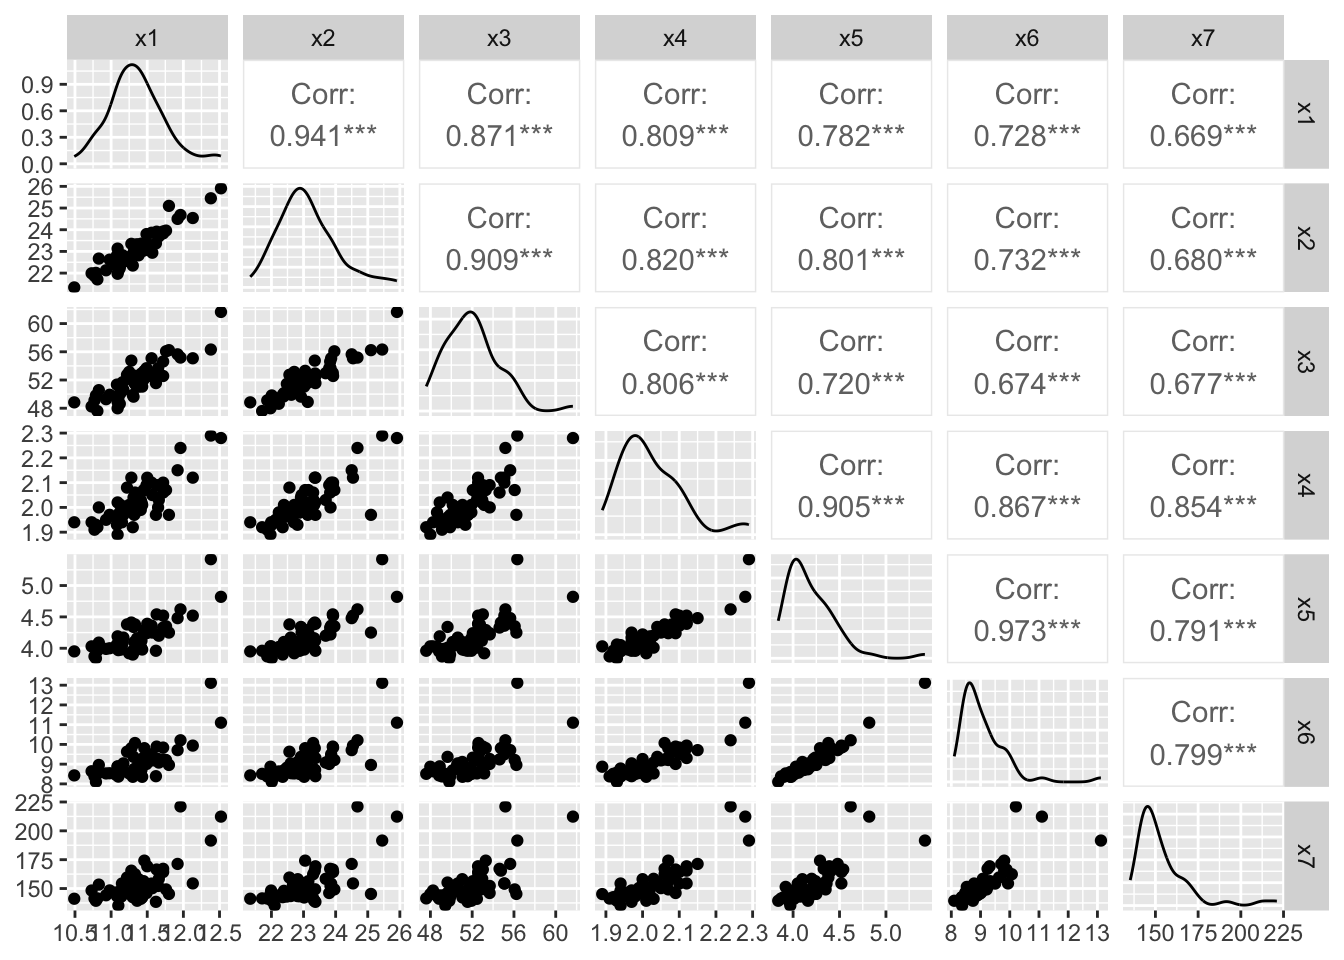 x1 x2 x3 x4 x5 x6 x7
0.9
0.6
0.3
0.0
Corr:
0.941***
Corr:
0.871***
Corr:
0.809***
Corr:
0.782***
Corr:
0.728***
Corr:
0.669***
x1
26
25
24
23
22
Corr:
0.909***
Corr:
0.820***
Corr:
0.801***
Corr:
0.732***
Corr:
0.680***
x2
60
56
52
48
Corr:
0.806***
Corr:
0.720***
Corr:
0.674***
Corr:
0.677***
x3
2.3
2.2
2.1
2.0
1.9
Corr:
0.905***
Corr:
0.867***
Corr:
0.854***
x4
5.0
4.5
4.0
Corr:
0.973***
Corr:
0.791***
x5
13
12
11
10
9
8
Corr:
0.799***
x6
225
200
175
150
x7
10.5 11.0 11.5 12.0 12.5 22 23 24 25 26 48 52 56 60 1.9 2.0 2.1 2.2 2.3 4.0 4.5 5.0 8 9 10 11 12 13 150 175 200 225